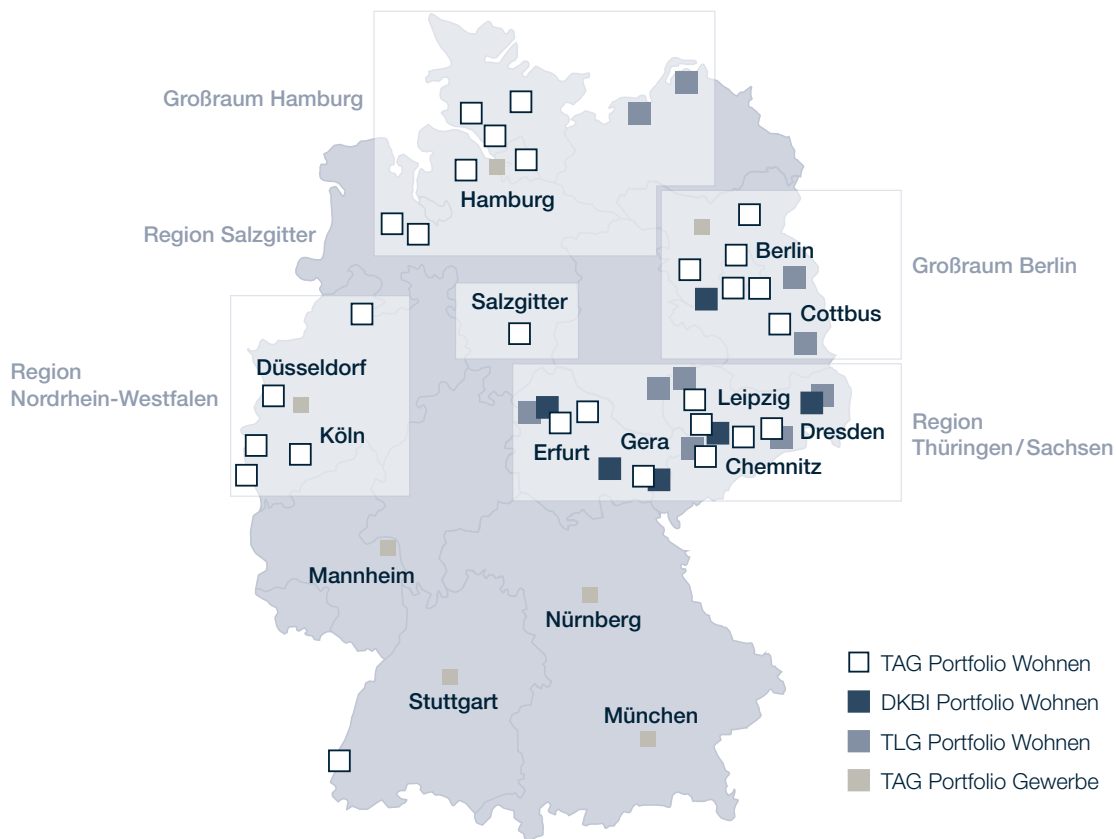 Großraum Hamburg
Hamburg
Region Salzgitter
Berlin
Großraum Berlin
Salzgitter
Cottbus
Düsseldorf
Region
Nordrhein-Westfalen
Köln
Leipzig
Erfurt
Gera
Dresden
Chemnitz
Region
Thüringen/Sachsen
Mannheim
Nürnberg
Stuttgart
München
TAG Portfolio Wohnen
DKBI Portfolio Wohnen
TLG Portfolio Wohnen
TAG Portfolio Gewerbe